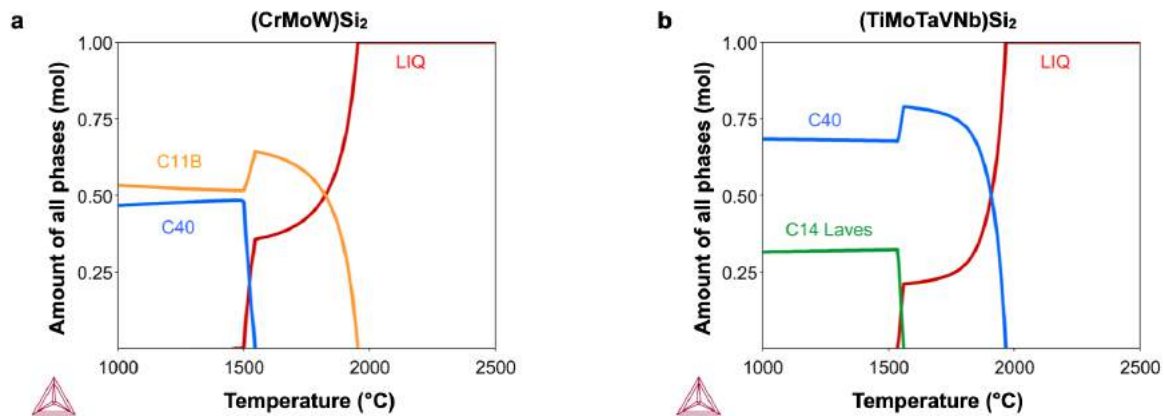 a
(CrMoW)Si₂
Amount of all phases (mol)
1.00
0.75
0.50
0.25
LIQ
C11B
C40
1000
1500
2000
2500
Temperature (°C)
b
(TiMoTaVNb)Si₂
Amount of all phases (mol)
1.00
0.75
0.50
0.25
LIQ
C40
C14 Laves
1000
1500
2000
2500
Temperature (°C)